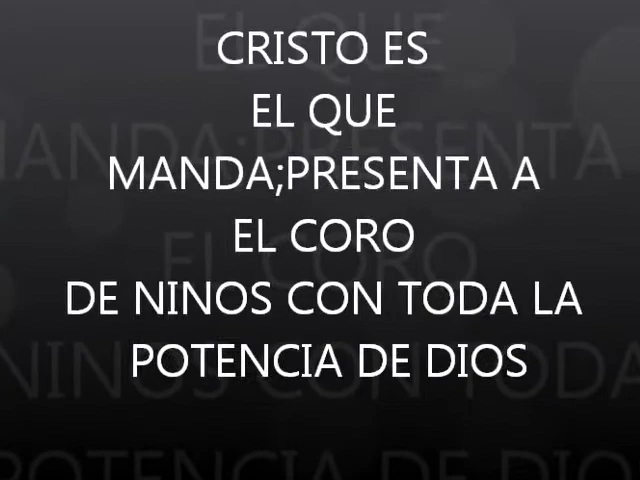 CRISTO ES
EL QUE
MANDA;PRESENTA A
EL CORO
DE NINOS CON TODA LA
POTENCIA DE DIOS